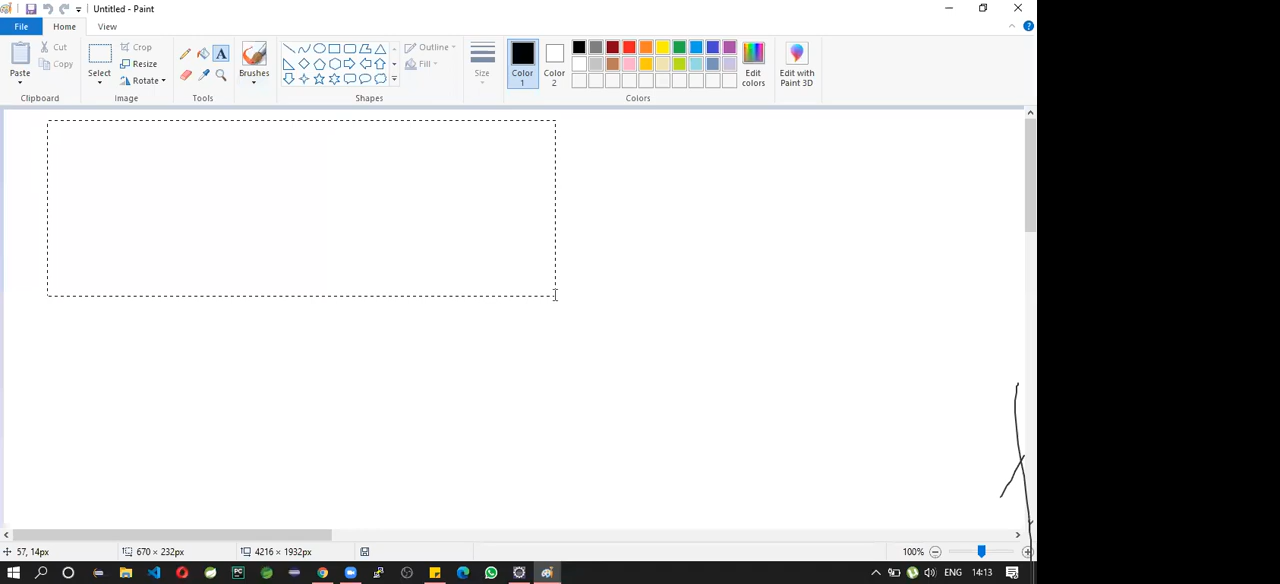 Untitled - Paint
File
Home
View
Paste
Cut
Copy
Clipboard
Select
Crop
Resize
Rotate
Image
A
Tools
Brushes
Shapes
Outline
Fill
Size
Color 1
Color 2
Edit colors
Colors
Edit with Paint 3D
57, 14px
670 × 232px
4216 × 1932px
100%
PC
ENG
14:13